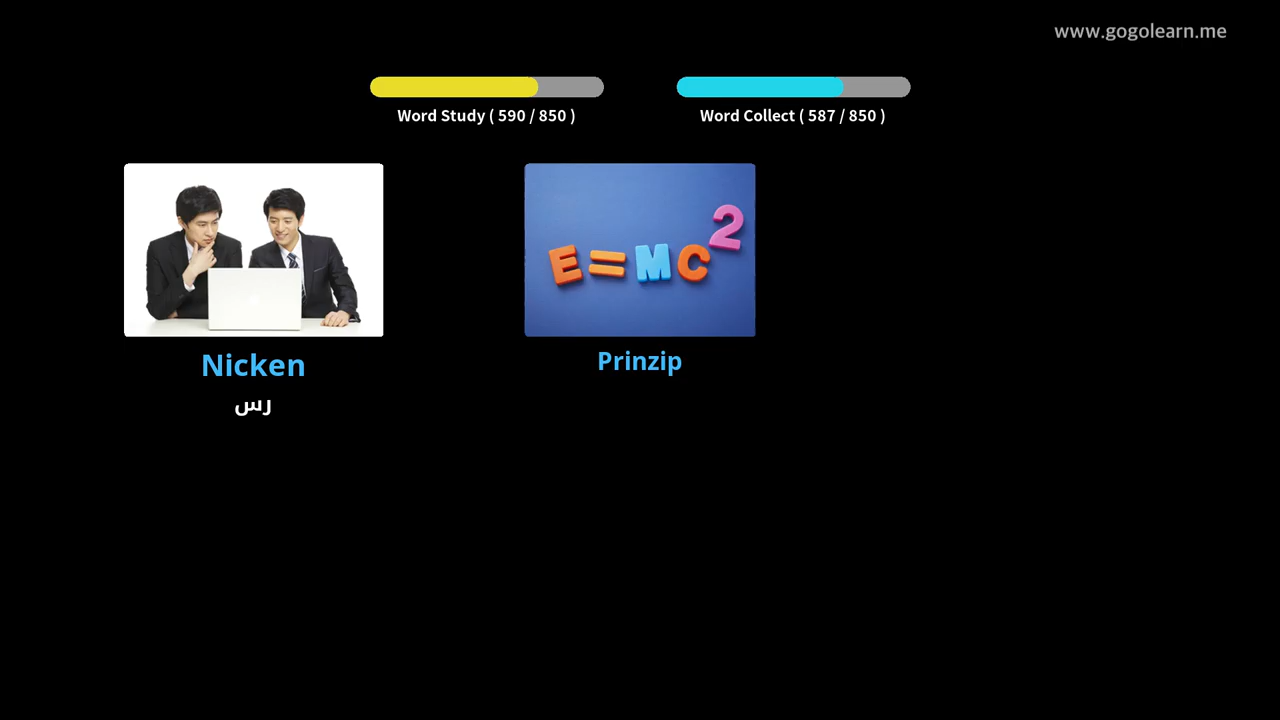 www.gogolearn.me
Word Study ( 590 / 850 )
Word Collect ( 587 / 850 )
E=MC2
Nicken
رس
Prinzip